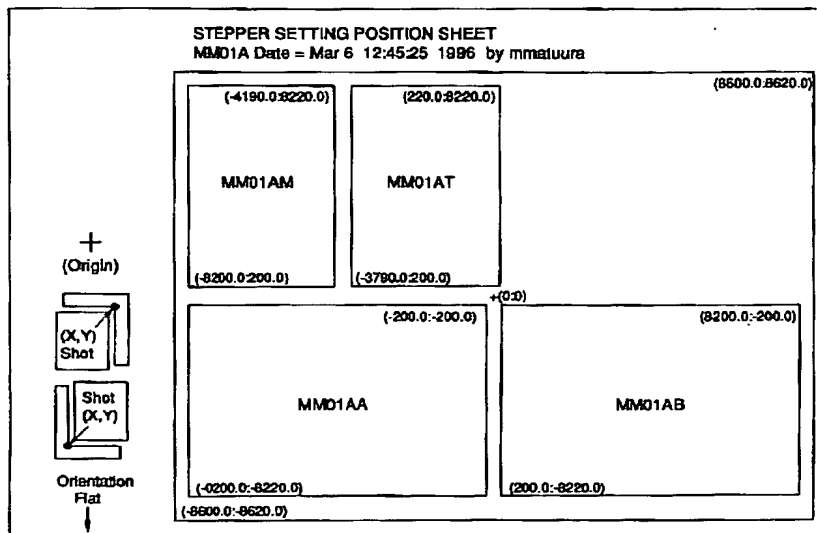 STEPPER SETTING POSITION SHEET
MM01A Date = Mar 6 12:45:25 1996 by mmatuura
(8600.0:8620.0)
(-4190.0:8220.0)
(220.0:8220.0)
MM01AM
MM01AT
(-8200.0:200.0)
(-3790.0:200.0)
+(0:0)
+
(Origin)
(X,Y)
Shot
Shot
(X,Y)
Orientation
Flat
(-200.0:-200.0)
(8200.0:-200.0)
MM01AA
MM01AB
(-0200.0:-8220.0)
(200.0:-8220.0)
(-8600.0:-8620.0)